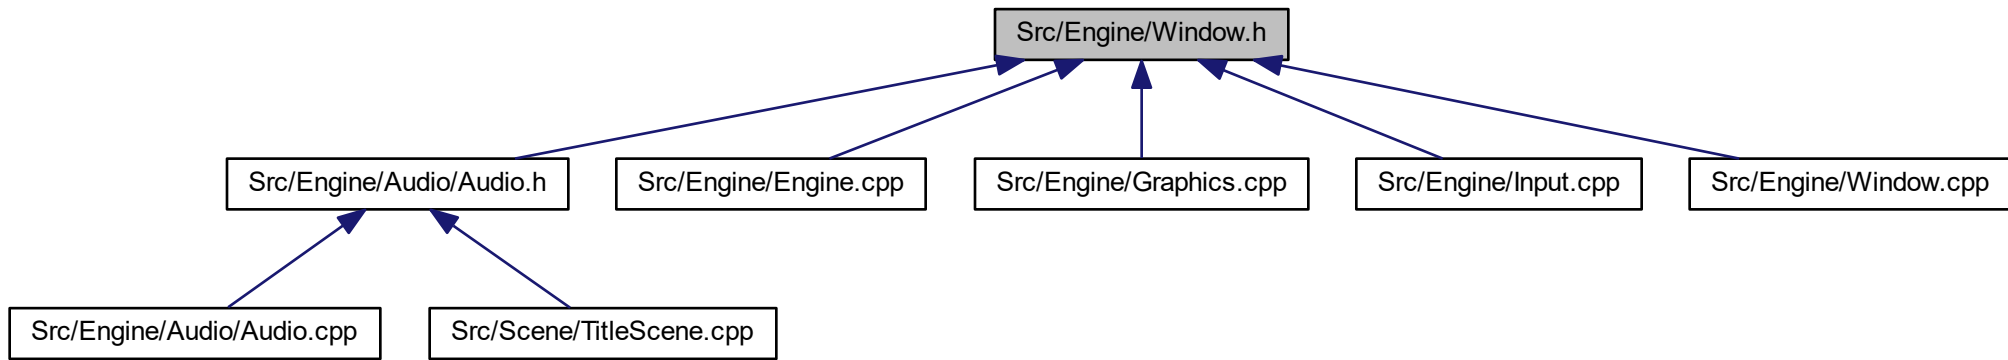 Src/Engine/Window.h
Src/Engine/Audio/Audio.h
Src/Engine/Engine.cpp
Src/Engine/Graphics.cpp
Src/Engine/Input.cpp
Src/Engine/Window.cpp
Src/Engine/Audio/Audio.cpp
Src/Scene/TitleScene.cpp